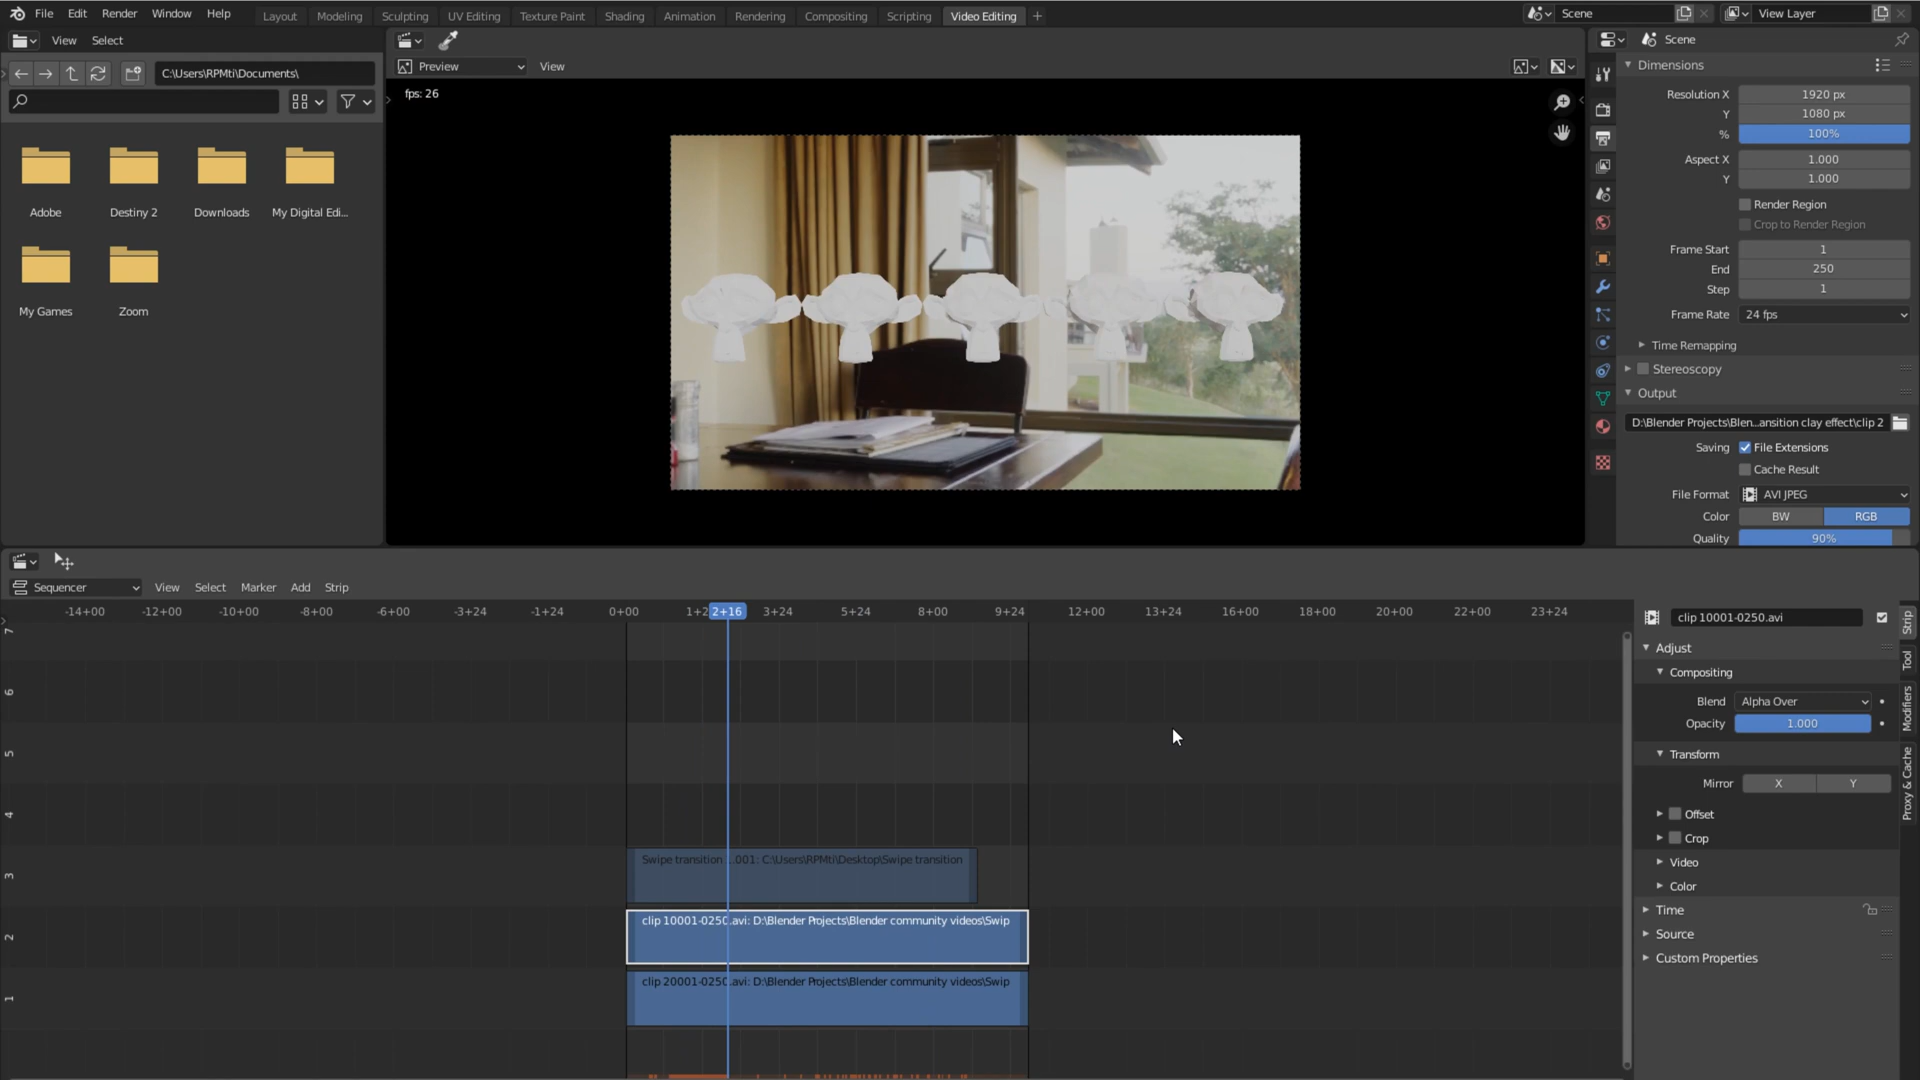 File Edit Render Window Help Layout Modeling Sculpting UV Editing Texture Paint Shading Animation Rendering Compositing Scripting Video Editing + Scene View Layer
View Select
Scene
C:\Users\RPMti\Documents\
Preview View
Dimensions
fps: 26
Resolution X 1920 px
Y 1080 px
% 100%
Aspect X 1.000
Y 1.000
Render Region
Crop to Render Region
Frame Start 1
End 250
Step 1
Frame Rate 24 fps
Time Remapping
Stereoscopy
Output
D:\Blender Projects\Blen...ansition clay effect\clip 2
Saving File Extensions
Cache Result
File Format AVI JPEG
Color BW RGB
Quality 90%
Adobe Destiny 2 Downloads My Digital Edi...
My Games Zoom
Sequencer View Select Marker Add Strip
-14+00 -12+00 -10+00 -8+00 -6+00 -3+24 -1+24 0+00 1+2 2+16 3+24 5+24 8+00 9+24 12+00 13+24 16+00 18+00 20+00 22+00 23+24
7
6
5
4
3
2
1
Swipe transition .001: C:\Users\RPMti\Desktop\Swipe transition
clip 10001-0250.avi: D:\Blender Projects\Blender community videos\Swip
clip 20001-0250.avi: D:\Blender Projects\Blender community videos\Swip
clip 10001-0250.avi
Adjust
Compositing
Blend Alpha Over
Opacity 1.000
Transform
Mirror X Y
Offset
Crop
Video
Color
Time
Source
Custom Properties
Strip
Tool
Modifiers
Proxy & Cache